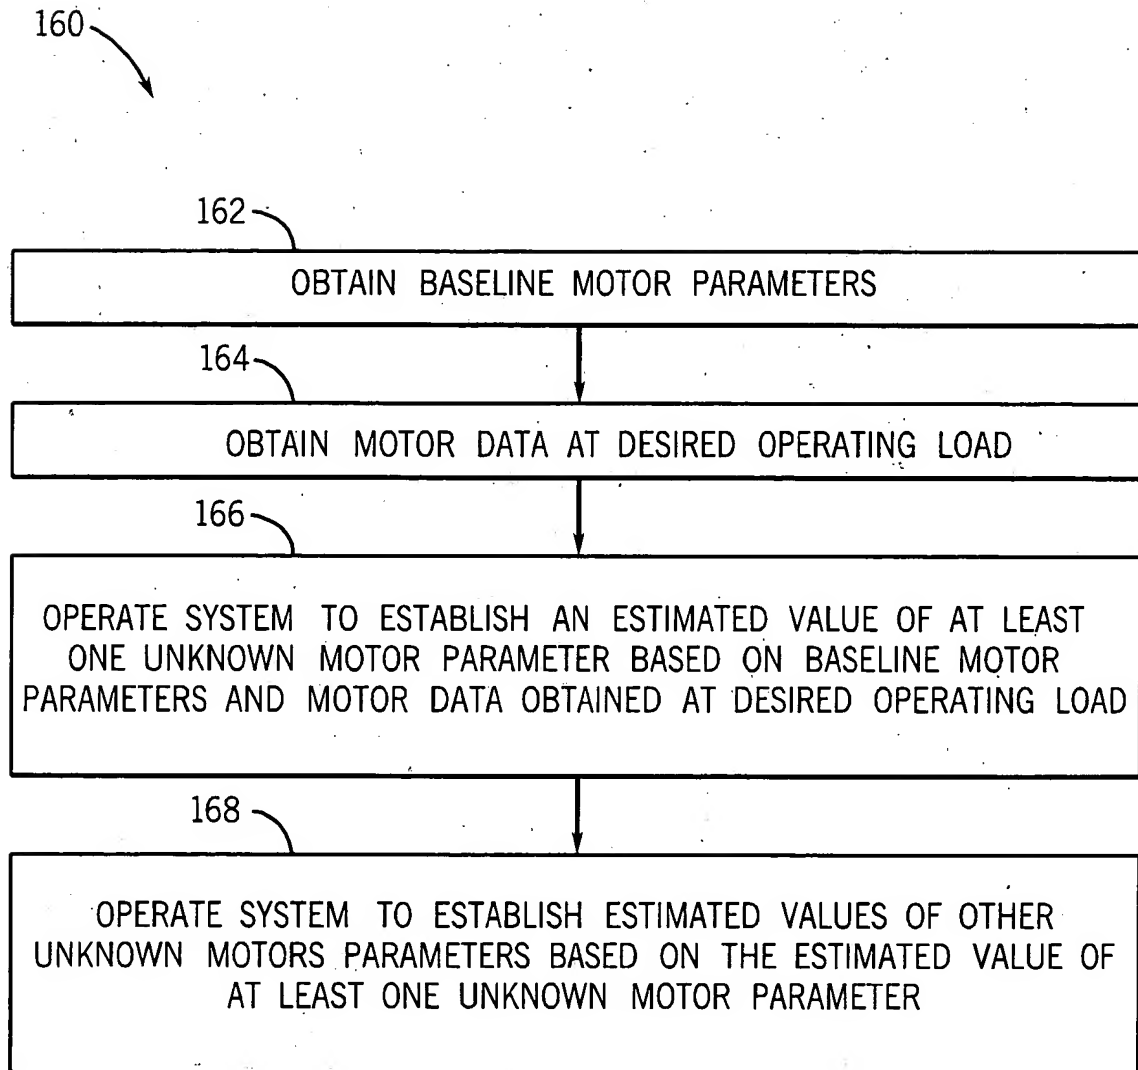 160
162
OBTAIN BASELINE MOTOR PARAMETERS
164
OBTAIN MOTOR DATA AT DESIRED OPERATING LOAD
166
OPERATE SYSTEM TO ESTABLISH AN ESTIMATED VALUE OF AT LEAST
ONE UNKNOWN MOTOR PARAMETER BASED ON BASELINE MOTOR
PARAMETERS AND MOTOR DATA OBTAINED AT DESIRED OPERATING LOAD
168
OPERATE SYSTEM TO ESTABLISH ESTIMATED VALUES OF OTHER
UNKNOWN MOTORS PARAMETERS BASED ON THE ESTIMATED VALUE OF
AT LEAST ONE UNKNOWN MOTOR PARAMETER